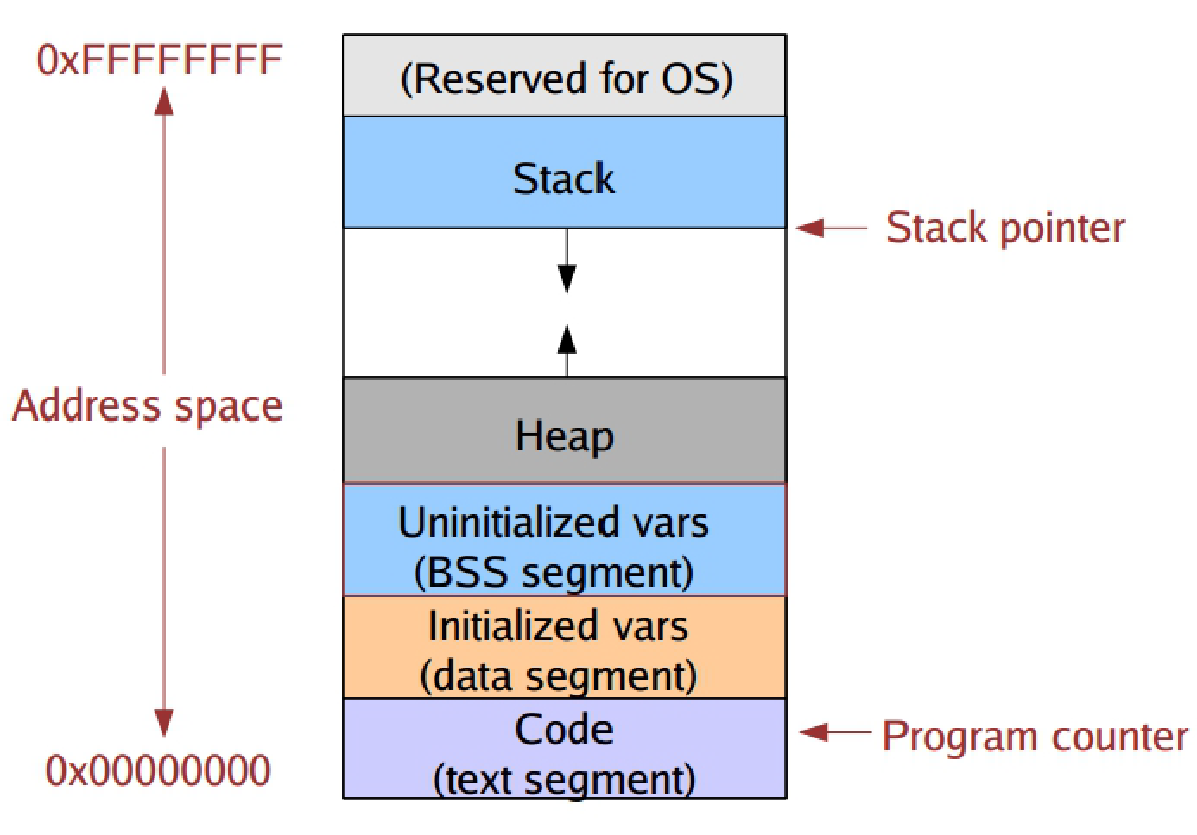 0xFFFFFFFF
(Reserved for OS)
Stack
Stack pointer
Address space
Heap
Uninitialized vars
(BSS segment)
Initialized vars
(data segment)
Code
(text segment)
Program counter
0x00000000